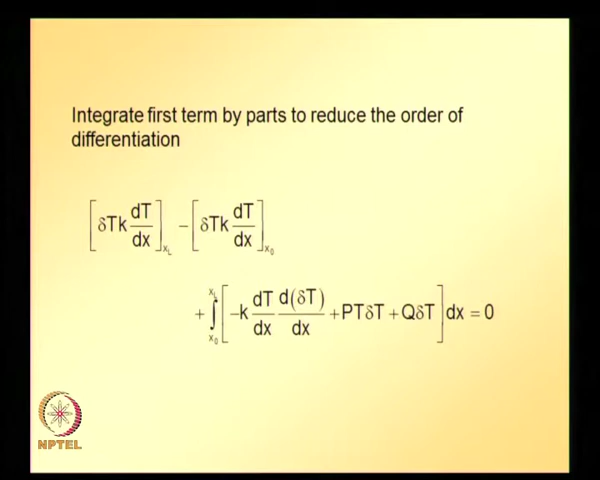 Integrate first term by parts to reduce the order of
differentiation
[δTk dT/dx]_{x_L} − [δTk dT/dx]_{x_0}
+ ∫_{x_0}^{x_L} [−k dT/dx d(δT)/dx + PTδT + QδT] dx = 0
NPTEL